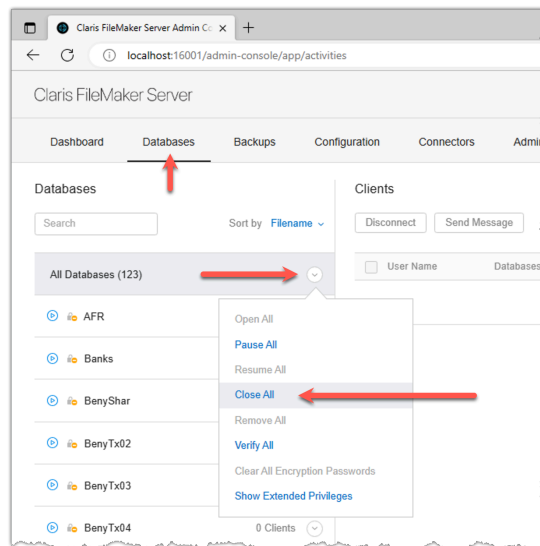 Claris FileMaker Server Admin Co
localhost:16001/admin-console/app/activities
Claris FileMaker Server
Dashboard Databases Backups Configuration Connectors Admin
Databases Clients
Search Sort by Filename Disconnect Send Message
All Databases (123) User Name Databases
AFR
Open All
Pause All
Banks
Resume All
BenyShar
Close All
Remove All
BenyTx02
Verify All
Clear All Encryption Passwords
BenyTx03
Show Extended Privileges
BenyTx04 0 Clients